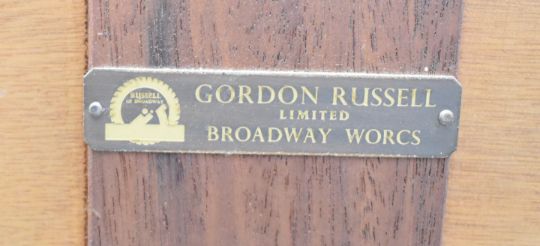 RUSSELL
OF BROADWAY
GORDON RUSSELL
LIMITED
BROADWAY WORCS